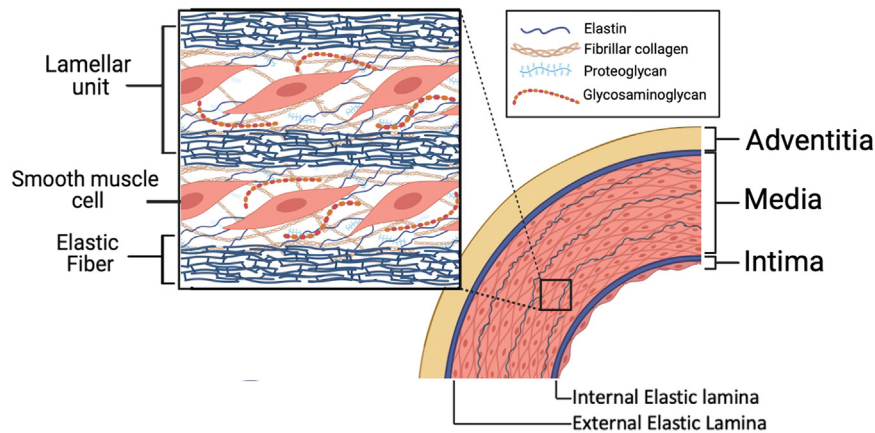 Lamellar
unit
Smooth muscle
cell
Elastic
Fiber
Elastin
Fibrillar collagen
Proteoglycan
Glycosaminoglycan
Adventitia
Media
Intima
Internal Elastic lamina
External Elastic Lamina